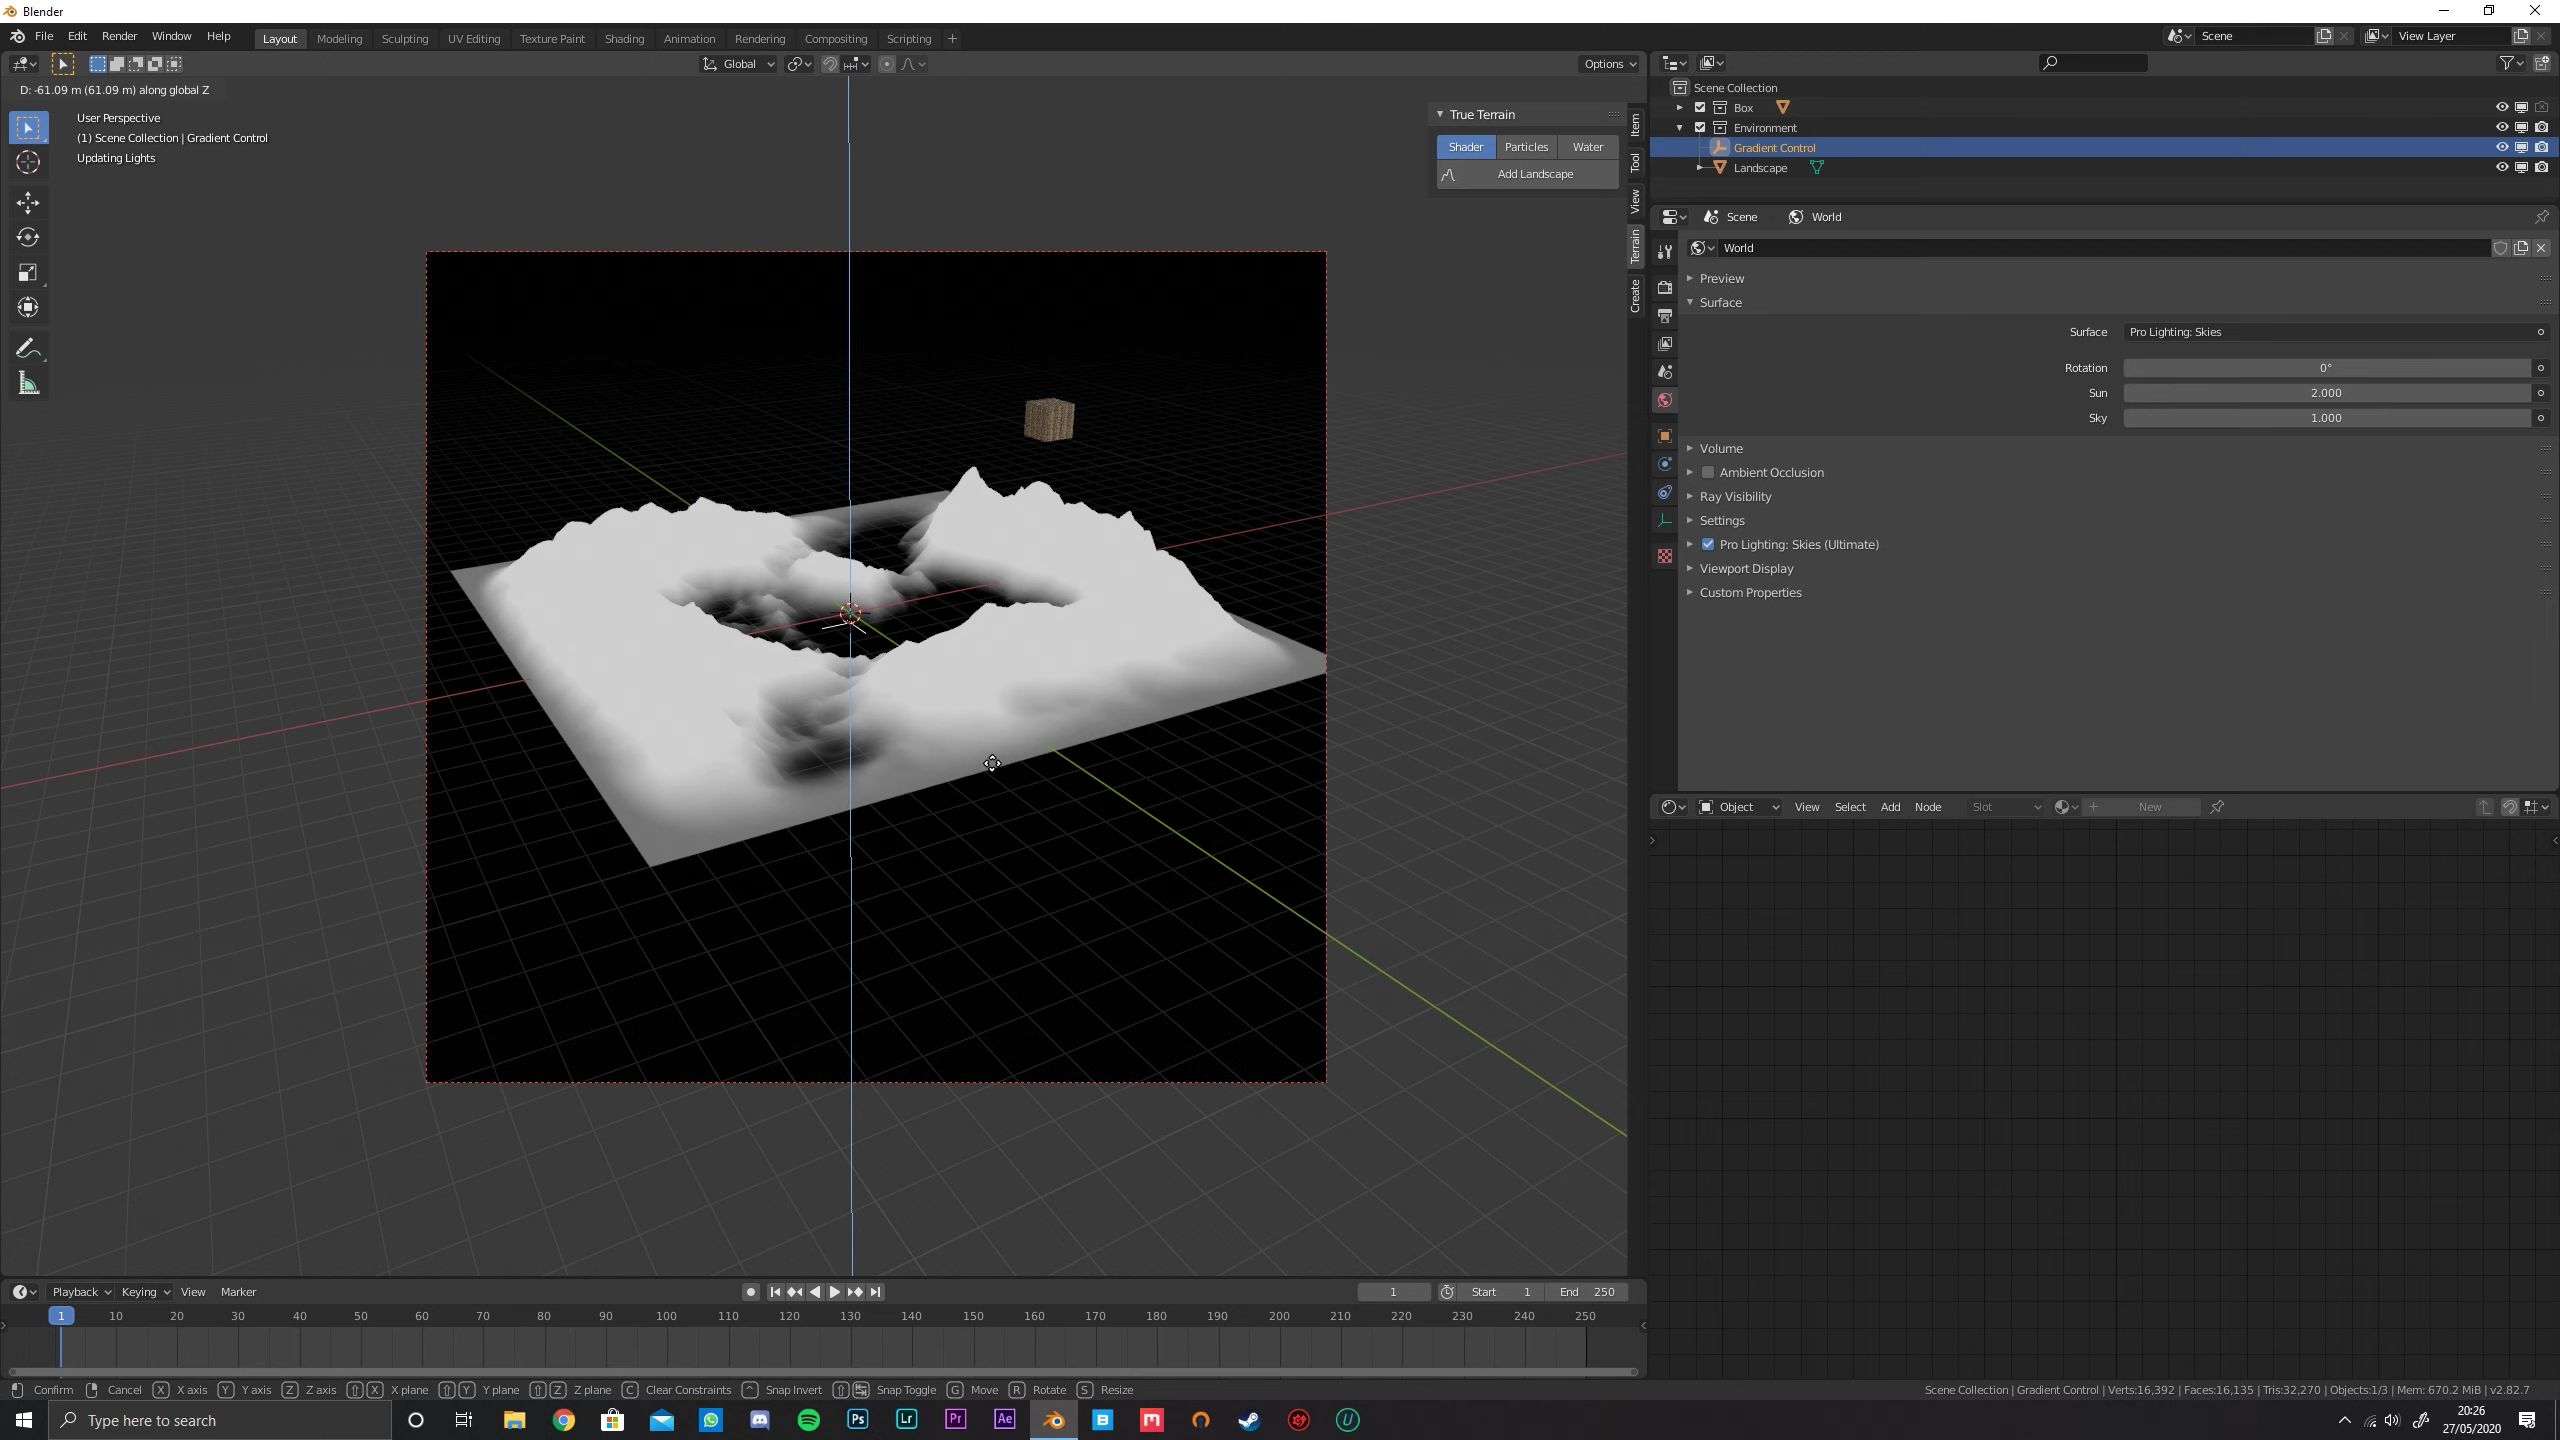 Blender
File Edit Render Window Help Layout Modeling Sculpting UV Editing Texture Paint Shading Animation Rendering Compositing Scripting + Scene View Layer
Global Options
D: -61.09 m (61.09 m) along global Z
User Perspective
(1) Scene Collection | Gradient Control
Updating Lights
True Terrain
Shader Particles Water
Add Landscape
Item
Tool
View
Terrain
Create
Scene Collection
Box
Environment
Gradient Control
Landscape
Scene World
World
Preview
Surface
Surface Pro Lighting: Skies
Rotation 0°
Sun 2.000
Sky 1.000
Volume
Ambient Occlusion
Ray Visibility
Settings
Pro Lighting: Skies (Ultimate)
Viewport Display
Custom Properties
Object View Select Add Node Slot New
Playback Keying View Marker 1 Start 1 End 250
1 10 20 30 40 50 60 70 80 90 100 110 120 130 140 150 160 170 180 190 200 210 220 230 240 250
Confirm Cancel X X axis Y Y axis Z Z axis X X plane Y Y plane Z Z plane C Clear Constraints ^ Snap Invert Snap Toggle G Move R Rotate S Resize
Scene Collection | Gradient Control | Verts:16,392 | Faces:16,135 | Tris:32,270 | Objects:1/3 | Mem: 670.2 MiB | v2.82.7
Type here to search Ps Lr Pr Ae B M U
20:26
27/05/2020